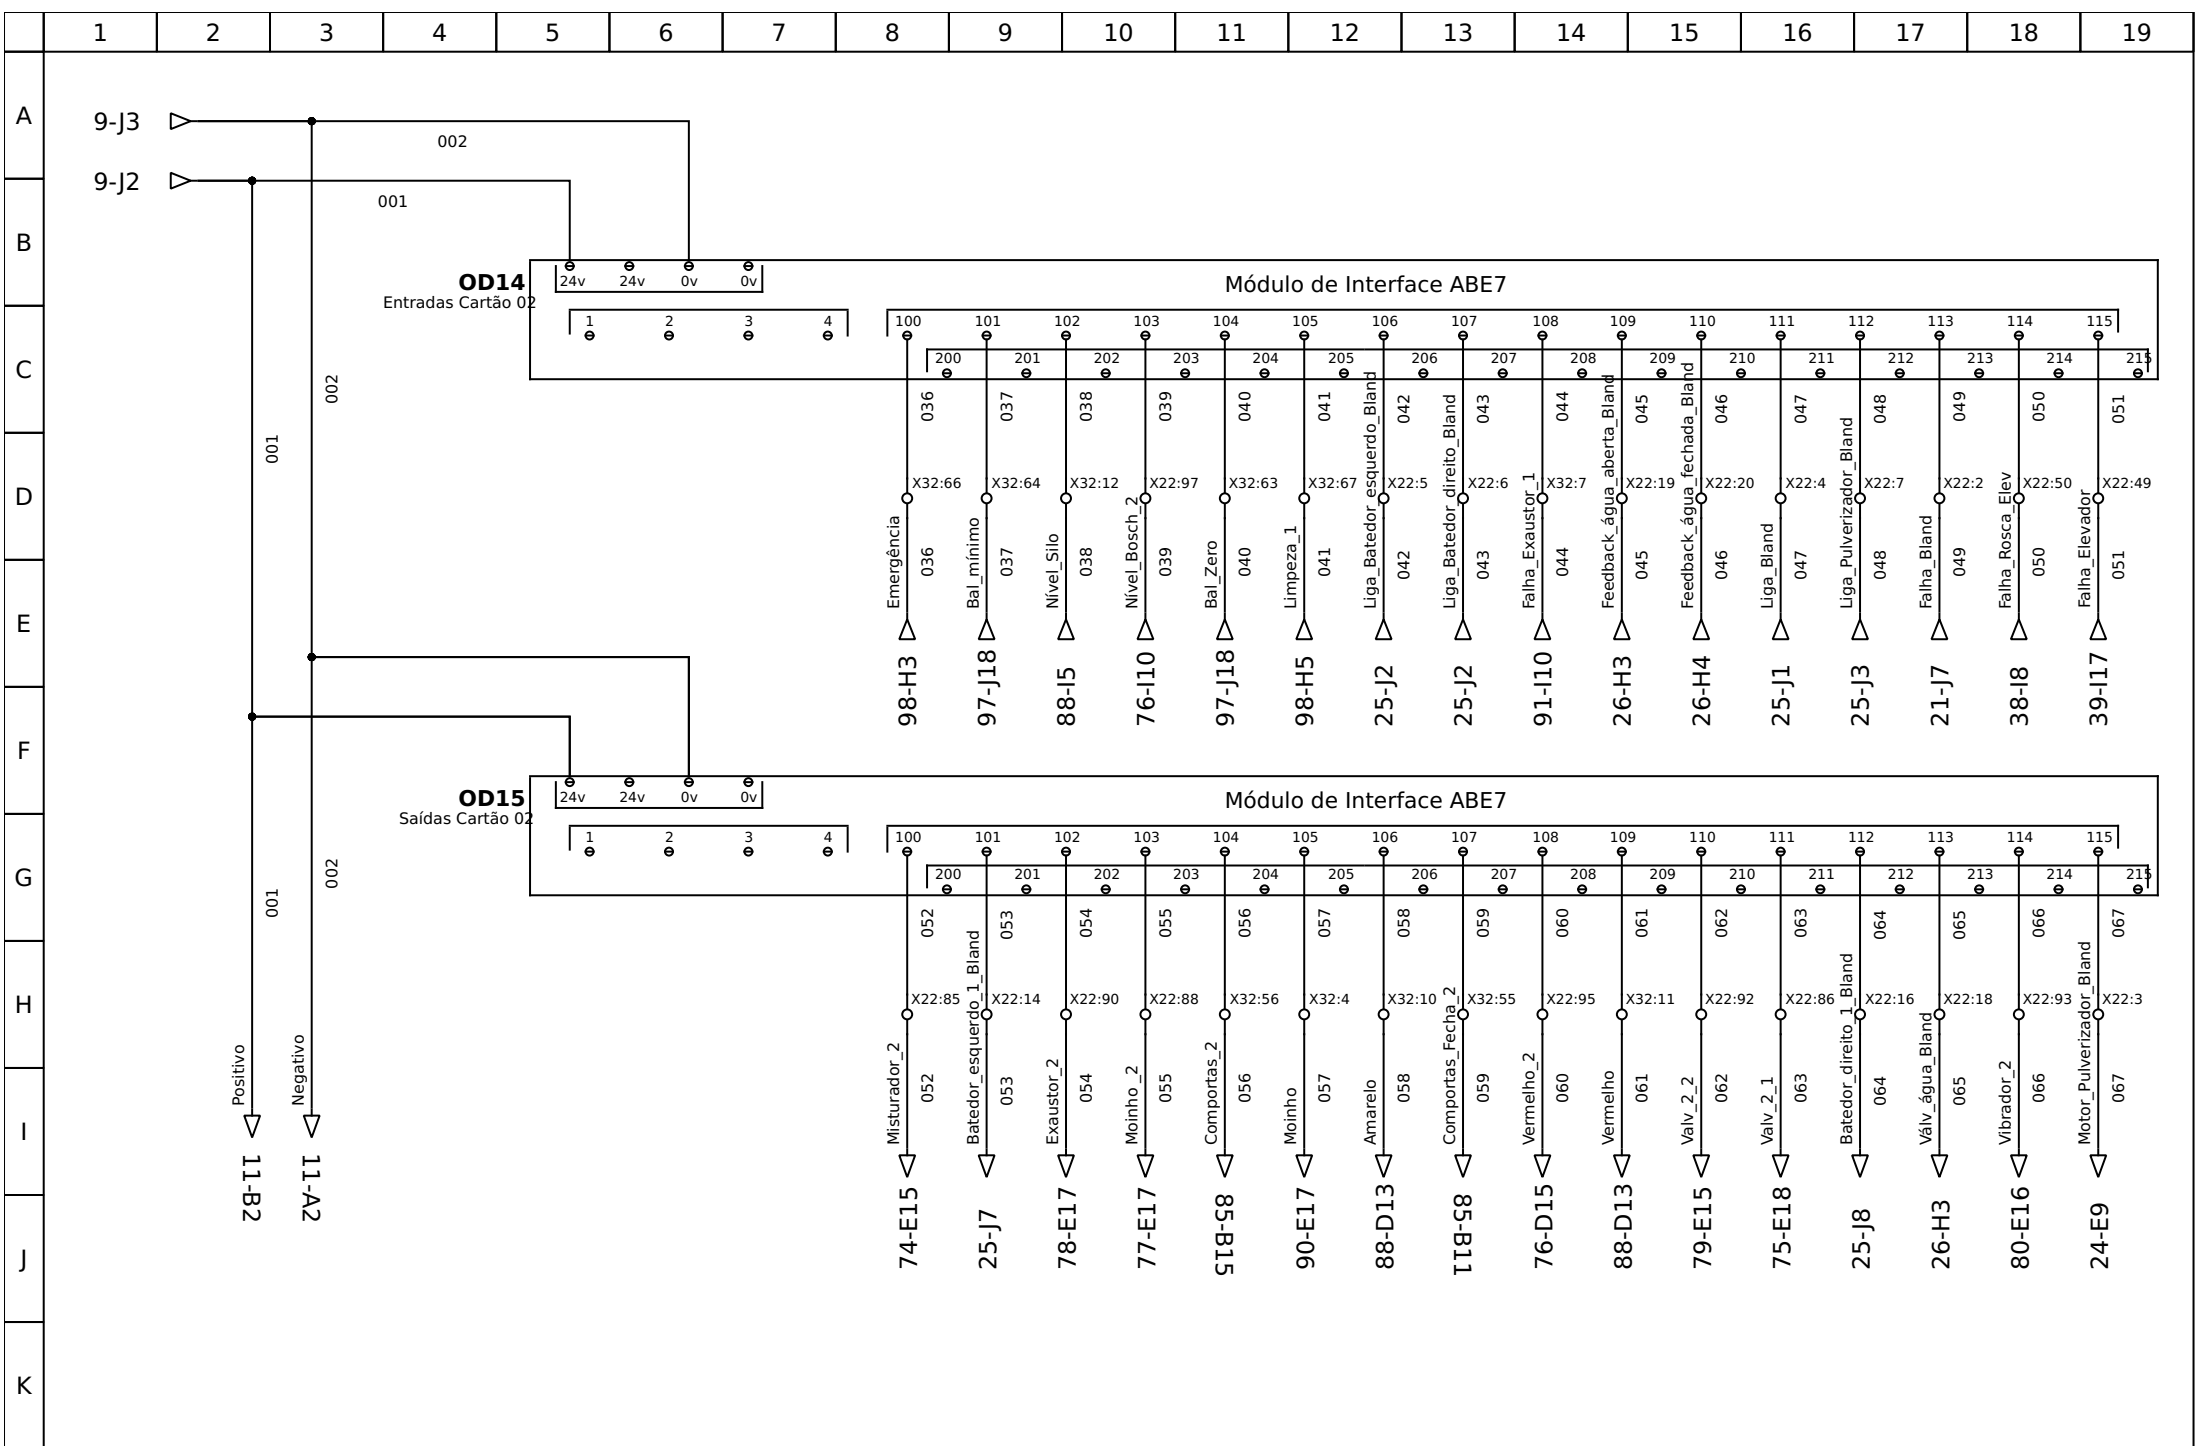 1 2 3 4 5 6 7 8 9 10 11 12 13 14 15 16 17 18 19
A
9-J3
002
9-J2
001
B
OD14
Entradas Cartão 02
24v 24v 0v 0v
Módulo de Interface ABE7
1 2 3 4
100 101 102 103 104 105 106 107 108 109 110 111 112 113 114 115
C
200 201 202 203 204 205 206 207 208 209 210 211 212 213 214 215
002
036 037 038 039 040 041 042 043 044 045 046 047 048 049 050 051
001
D
X32:66 X32:64 X32:12 X22:97 X32:63 X32:67 X22:5 X22:6 X32:7 X22:19 X22:20 X22:4 X22:7 X22:2 X22:50 X22:49
Emergência
Bal_mínimo
Nível_Silo
Nível_Bosch_2
Bal_Zero
Limpeza_1
Liga_Batedor_esquerdo_Bland
Liga_Batedor_direito_Bland
Falha_Exaustor_1
Feedback_água_aberta_Bland
Feedback_água_fechada_Bland
Liga_Bland
Liga_Pulverizador_Bland
Falha_Bland
Falha_Rosca_Elev
Falha_Elevador
036 037 038 039 040 041 042 043 044 045 046 047 048 049 050 051
E
98-H3 97-J18 88-I5 76-I10 97-J18 98-H5 25-J2 25-J2 91-I10 26-H3 26-H4 25-J1 25-J3 21-J7 38-I8 39-I17
F
OD15
Saídas Cartão 02
24v 24v 0v 0v
Módulo de Interface ABE7
1 2 3 4
100 101 102 103 104 105 106 107 108 109 110 111 112 113 114 115
G
200 201 202 203 204 205 206 207 208 209 210 211 212 213 214 215
002
001
052 053 054 055 056 057 058 059 060 061 062 063 064 065 066 067
H
X22:85 X22:14 X22:90 X22:88 X32:56 X32:4 X32:10 X32:55 X22:95 X32:11 X22:92 X22:86 X22:16 X22:18 X22:93 X22:3
Positivo
Negativo
Misturador_2
Batedor_esquerdo_1_Bland
Exaustor_2
Moinho _2
Comportas_2
Moinho
Amarelo
Comportas_Fecha_2
Vermelho_2
Vermelho
Valv_2_2
Valv_2_1
Batedor_direito_1_Bland
Válv_água_Bland
Vibrador_2
Motor_Pulverizador_Bland
052 053 054 055 056 057 058 059 060 061 062 063 064 065 066 067
I
11-B2 11-A2
74-E15 25-J7 78-E17 77-E17 85-B15 90-E17 88-D13 85-B11 76-D15 88-D13 79-E15 75-E18 25-J8 26-H3 80-E16 24-E9
J
K